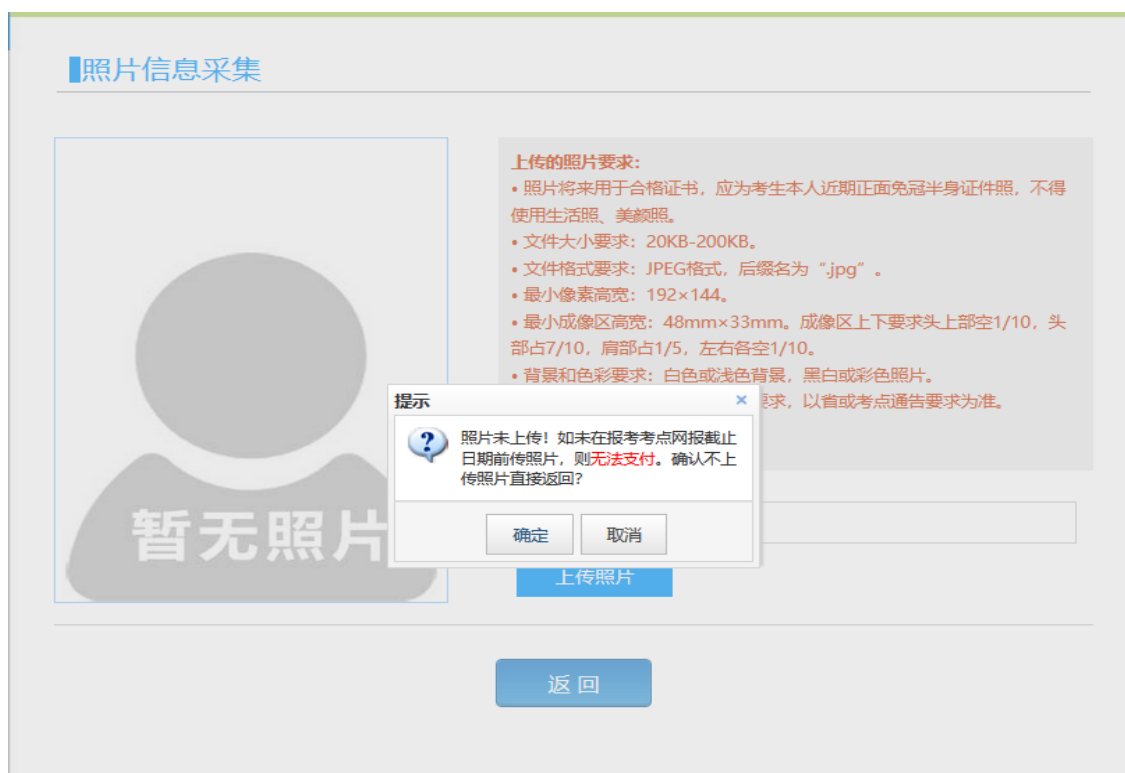 照片信息采集
上传的照片要求:
• 照片将来用于合格证书，应为考生本人近期正面免冠半身证件照，不得
使用生活照、美颜照。
• 文件大小要求：20KB-200KB。
• 文件格式要求：JPEG格式，后缀名为“.jpg”。
• 最小像素高宽：192×144。
• 最小成像区高宽：48mm×33mm。成像区上下要求头上部空1/10，头
部占7/10，肩部占1/5，左右各空1/10。
• 背景和色彩要求：白色或浅色背景，黑白或彩色照片。
要求，以省或考点通告要求为准。
提示
照片未上传！如未在报考考点网报截止
日期前传照片，则无法支付。确认不上
传照片直接返回？
确定
取消
暂无照片
上传照片
返 回